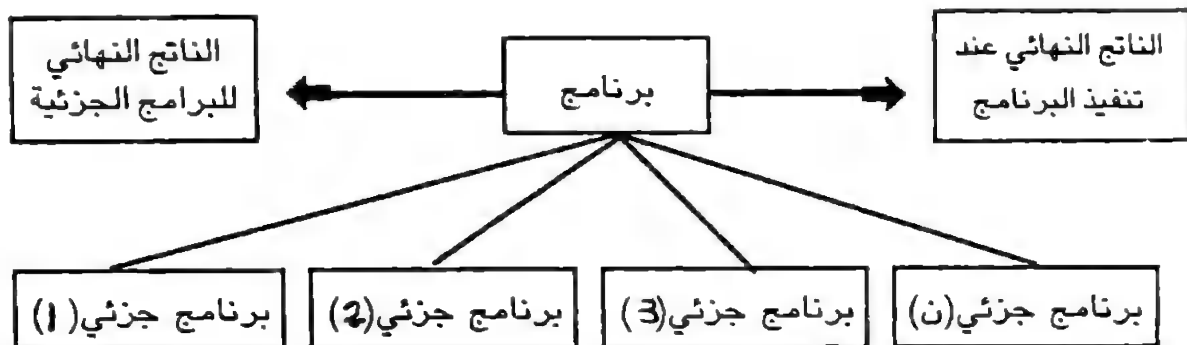 الناتج النهائي عند
تنفيذ البرنامج
برنامج
الناتج النهائي
للبرامج الجزئية
برنامج جزئي(1)
برنامج جزئي(2)
برنامج جزئي(3)
برنامج جزئي(ن)